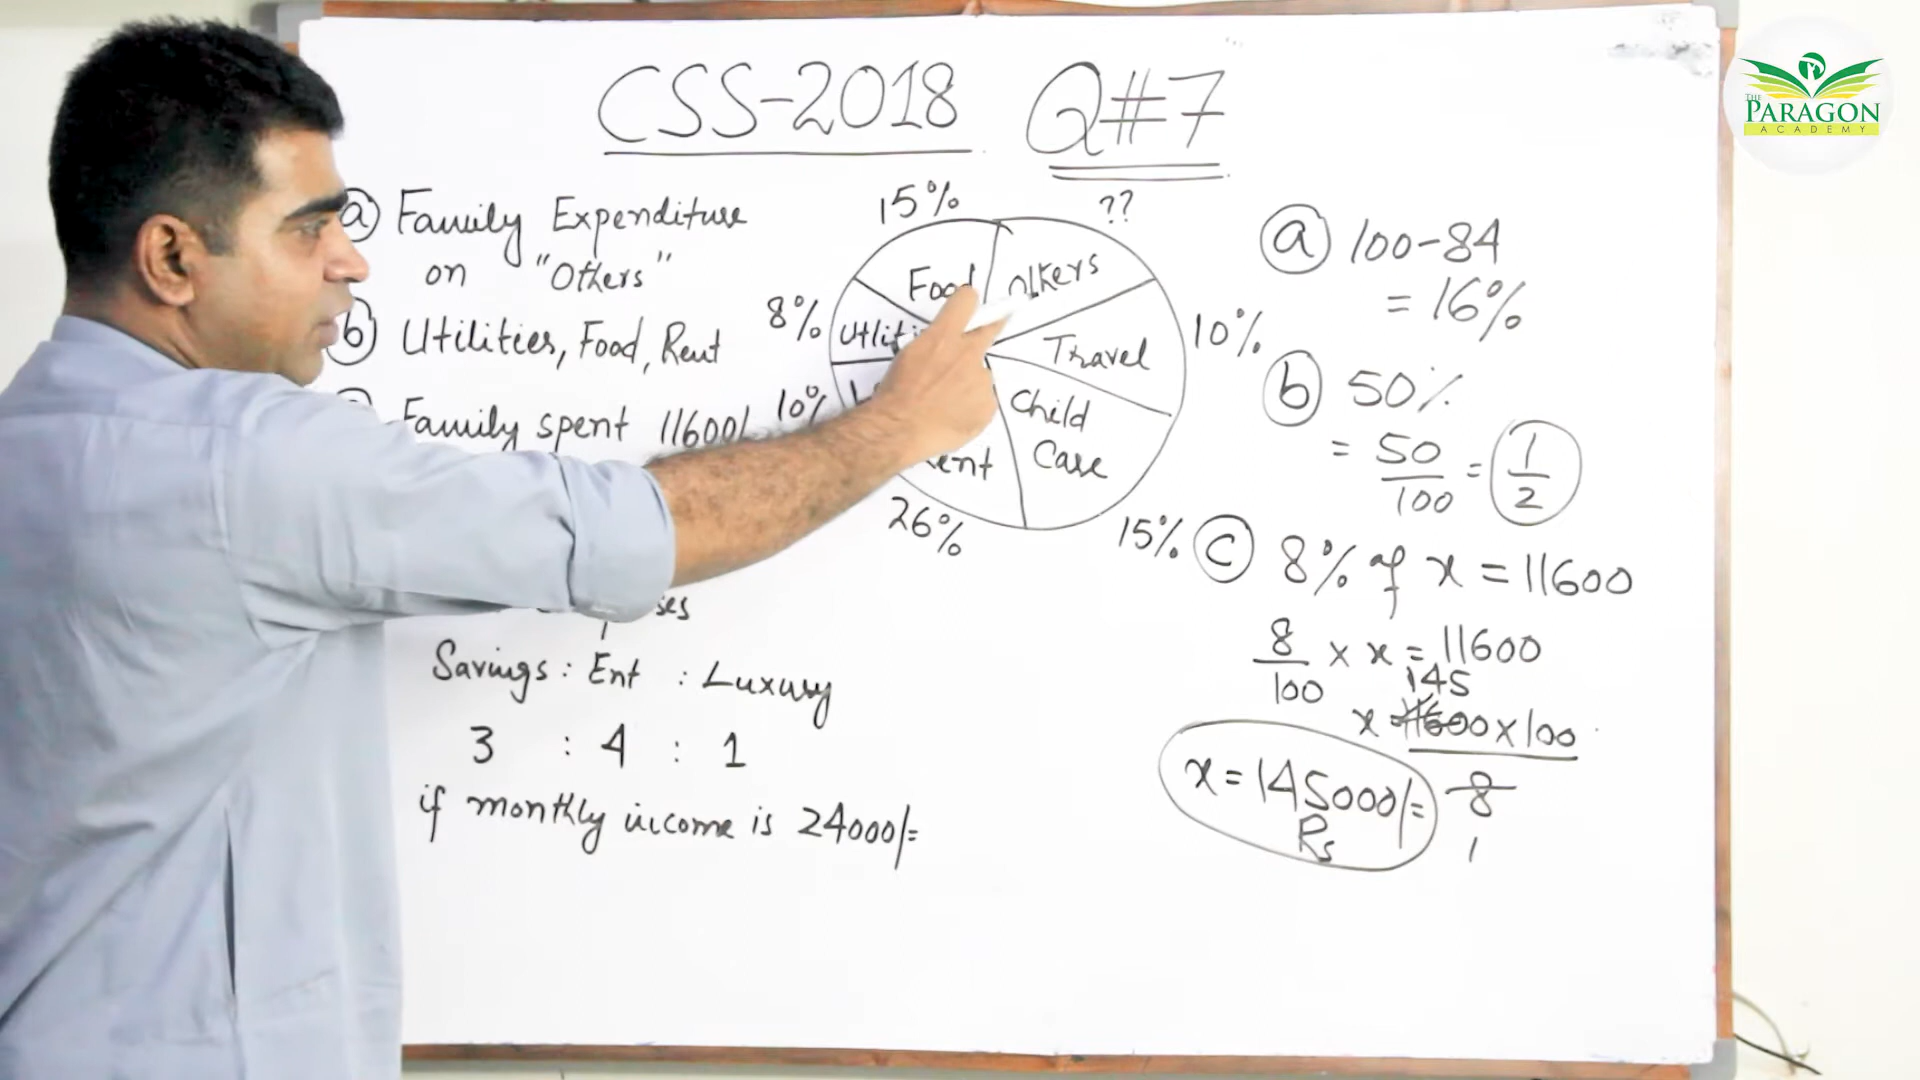 CSS-2018 Q#7
THE
PARAGON
ACADEMY
a Family Expenditure
on "Others"
b Utilities, Food, Rent
Family spent 11600/-
Savings : Ent : Luxury
3 : 4 : 1
if monthly income is 24000/=
15%
??
Food
Others
8%
10%
Travel
10%
Child
Care
26%
15%
a 100-84
= 16%
b 50%
= 50/100 = 1/2
c 8% of x = 11600
8/100 × x = 11600
145
x = 11600 × 100
8
1
x = 145000/=
Rs